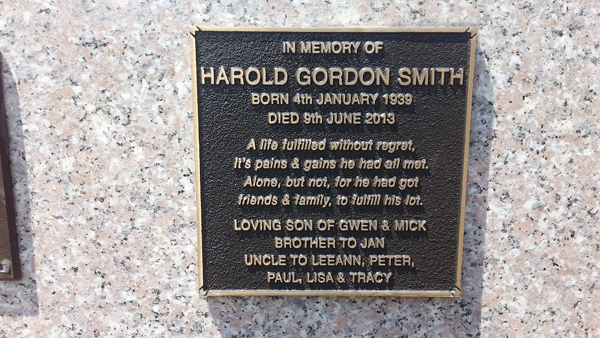 IN MEMORY OF
HAROLD GORDON SMITH
BORN 4th JANUARY 1939
DIED 9th JUNE 2013
A life fulfilled without regret,
it's pains & gains he had all met.
Alone, but not, for he had got
friends & family, to fulfill his lot.
LOVING SON OF GWEN & MICK
BROTHER TO JAN
UNCLE TO LEEANN, PETER,
PAUL, LISA & TRACY